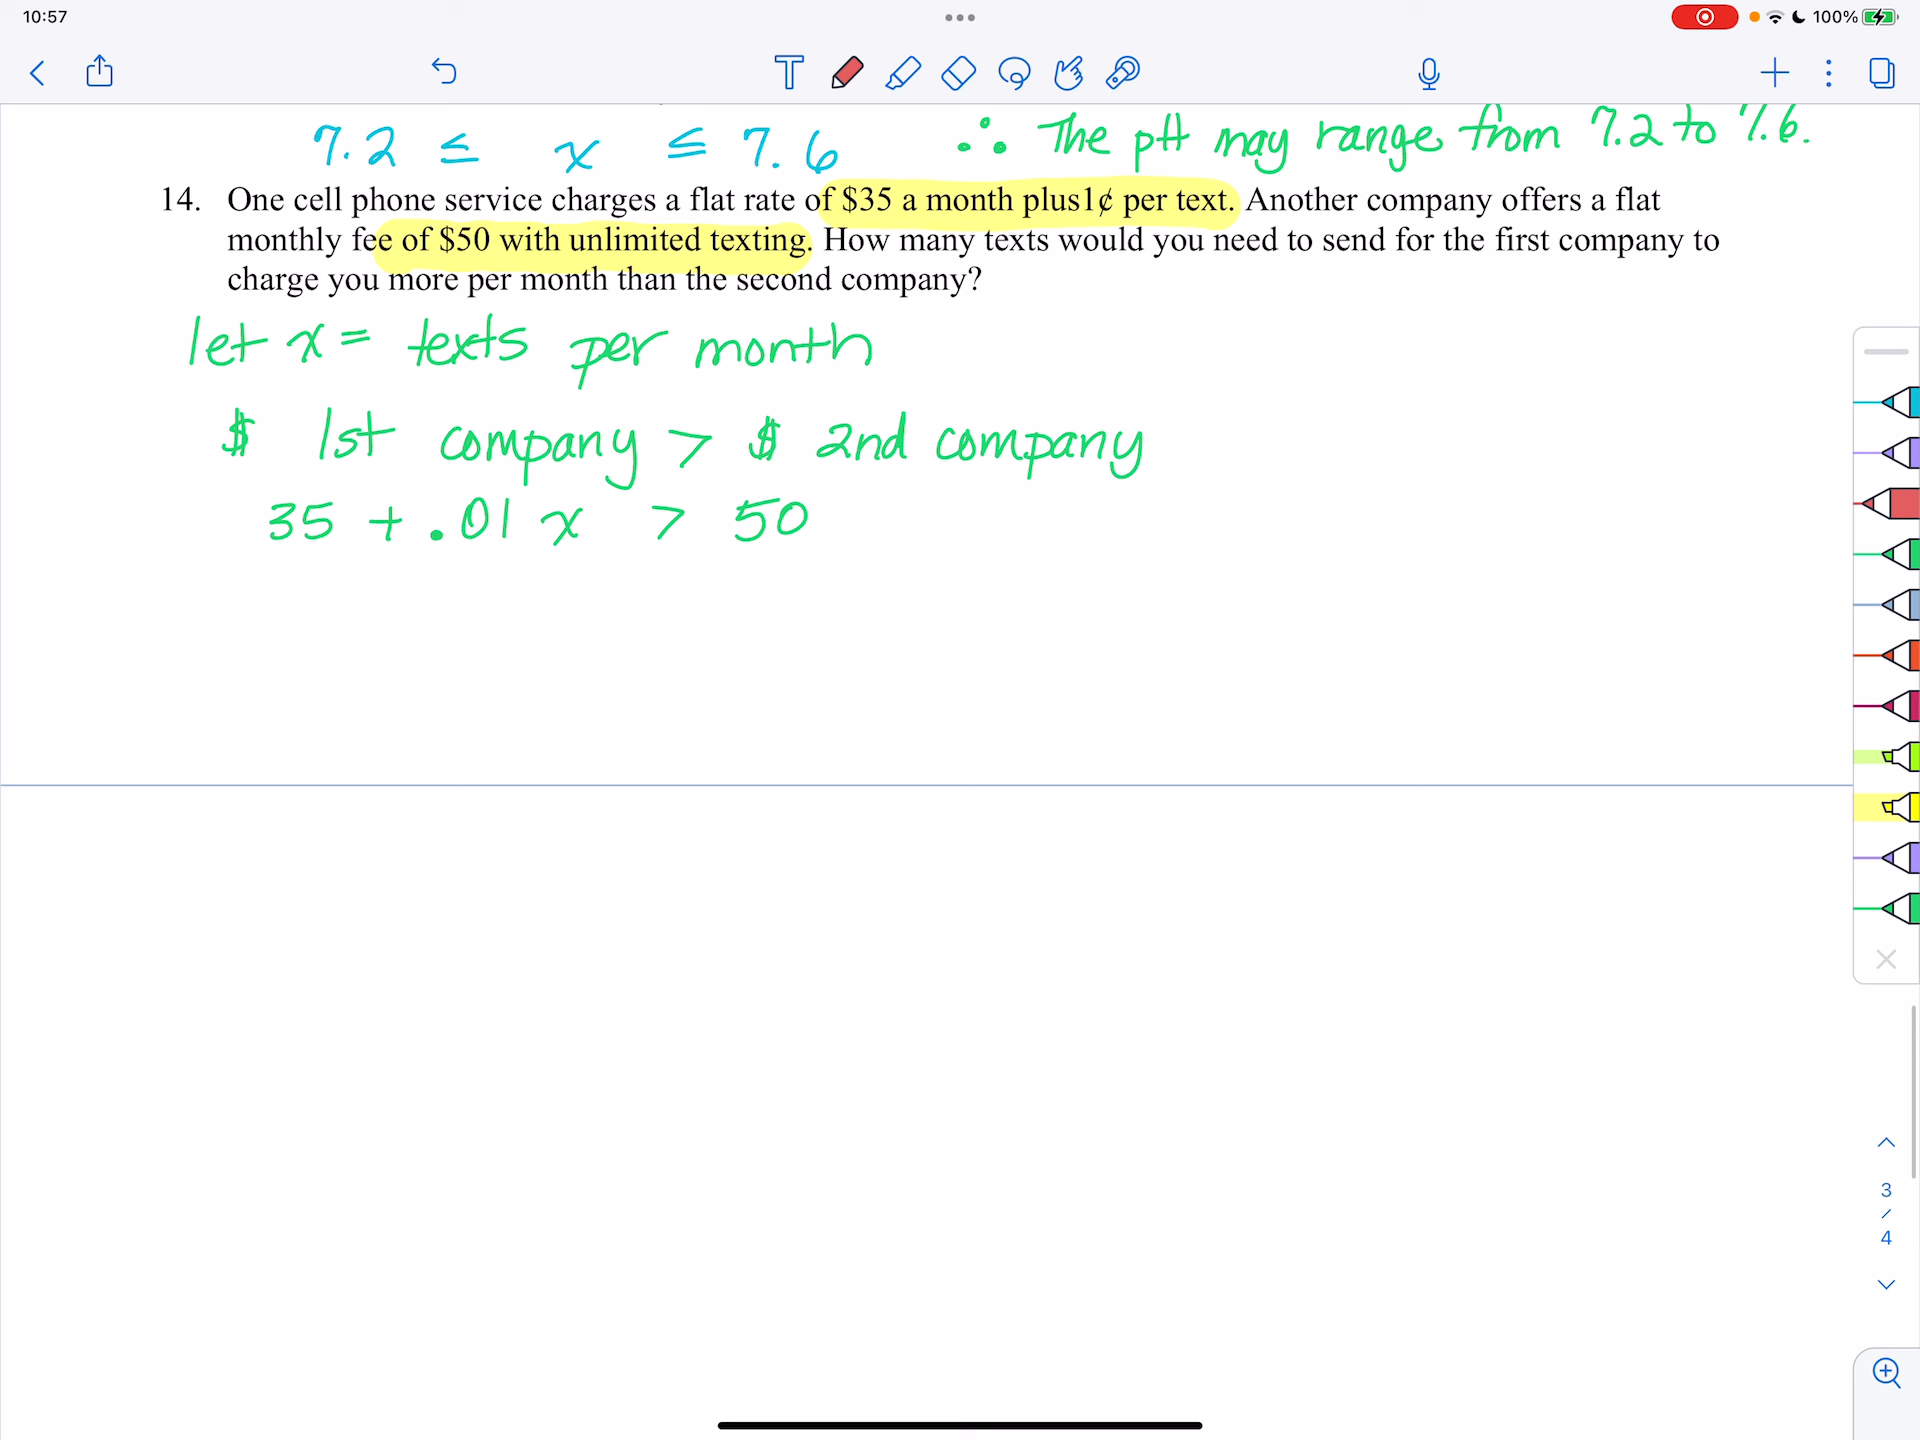 10:57
100%
7.2 ≤ x ≤ 7.6 ∴ The pH may range from 7.2 to 7.6.
14. One cell phone service charges a flat rate of $35 a month plus1¢ per text. Another company offers a flat
monthly fee of $50 with unlimited texting. How many texts would you need to send for the first company to
charge you more per month than the second company?
let x = texts per month
$ 1st company > $ 2nd company
35 + .01 x > 50
3
/
4